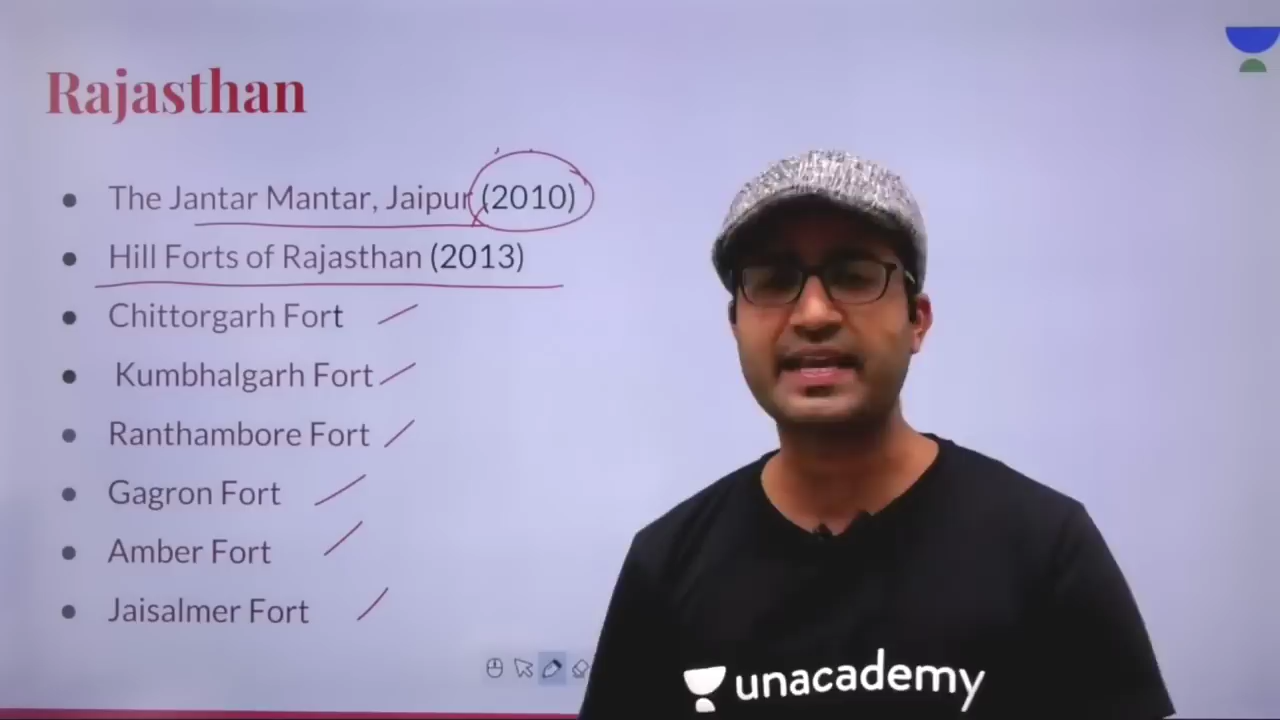 Rajasthan
• The Jantar Mantar, Jaipur (2010)
• Hill Forts of Rajasthan (2013)
• Chittorgarh Fort
• Kumbhalgarh Fort
• Ranthambore Fort
• Gagron Fort
• Amber Fort
• Jaisalmer Fort
unacademy